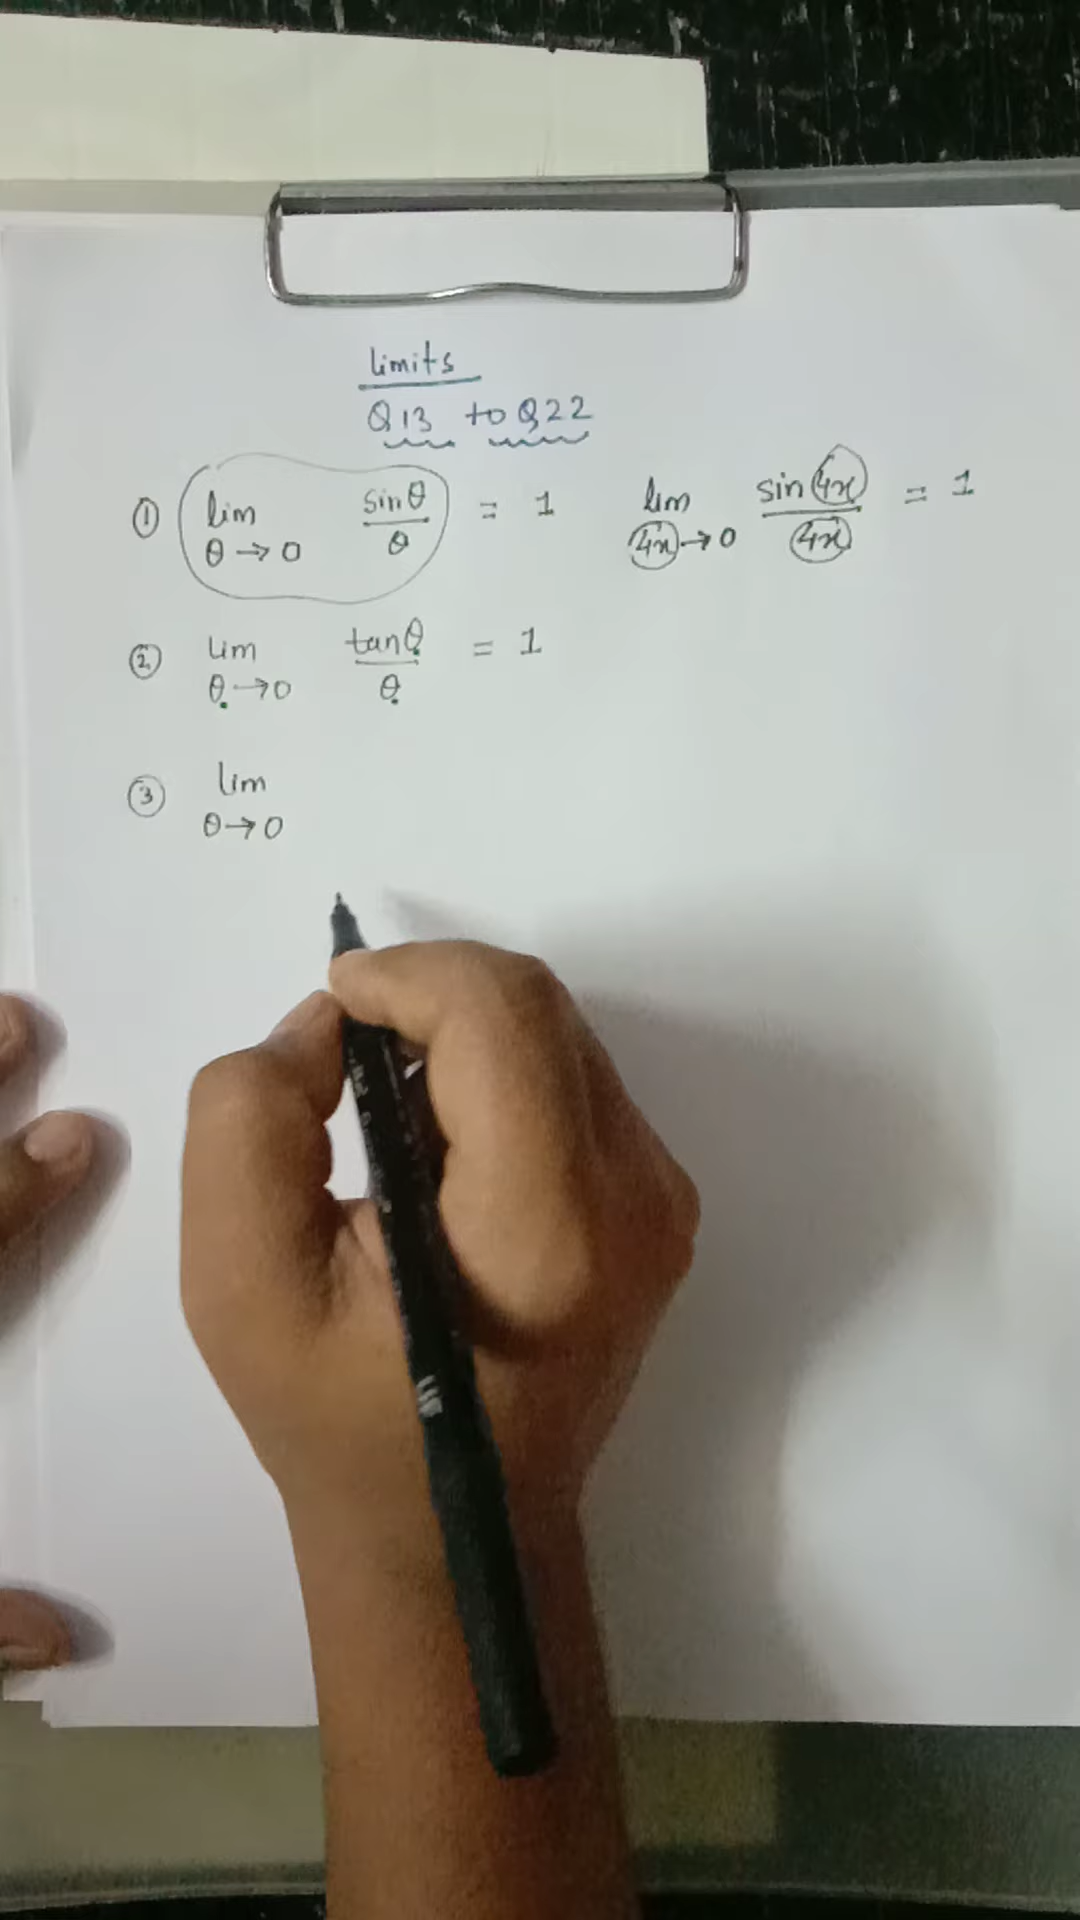 limits
Q13 to Q22
① lim θ→0 sinθ/θ = 1 lim 4x→0 sin 4x/4x = 1
② lim θ→0 tanθ/θ = 1
③ lim θ→0